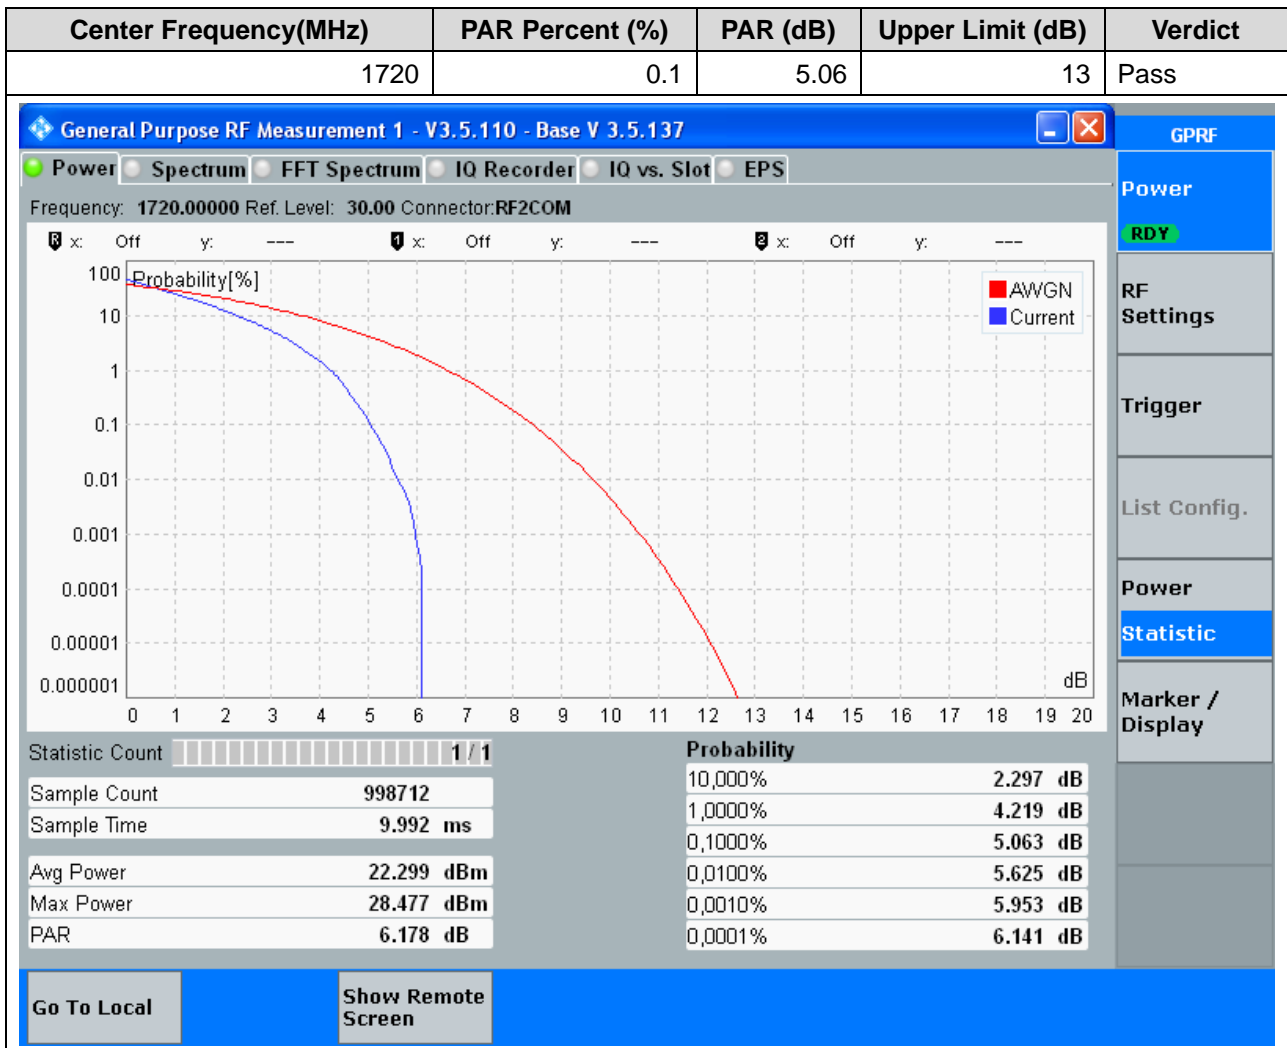 Center Frequency(MHz) PAR Percent (%) PAR (dB) Upper Limit (dB) Verdict
1720 0.1 5.06 13 Pass
General Purpose RF Measurement 1 - V3.5.110 - Base V 3.5.137
GPRF
Power Spectrum FFT Spectrum IQ Recorder IQ vs. Slot EPS
Frequency: 1720.00000 Ref. Level: 30.00 Connector:RF2COM
R x: Off y: --- 1 x: Off y: --- 2 x: Off y: ---
Probability[%]
AWGN
Current
100
10
1
0.1
0.01
0.001
0.0001
0.00001
0.000001
dB
0 1 2 3 4 5 6 7 8 9 10 11 12 13 14 15 16 17 18 19 20
Statistic Count 1 / 1
Sample Count 998712
Sample Time 9.992 ms
Avg Power 22.299 dBm
Max Power 28.477 dBm
PAR 6.178 dB
Probability
10,000% 2.297 dB
1,0000% 4.219 dB
0,1000% 5.063 dB
0,0100% 5.625 dB
0,0010% 5.953 dB
0,0001% 6.141 dB
Power
RDY
RF
Settings
Trigger
List Config.
Power
Statistic
Marker /
Display
Go To Local
Show Remote
Screen